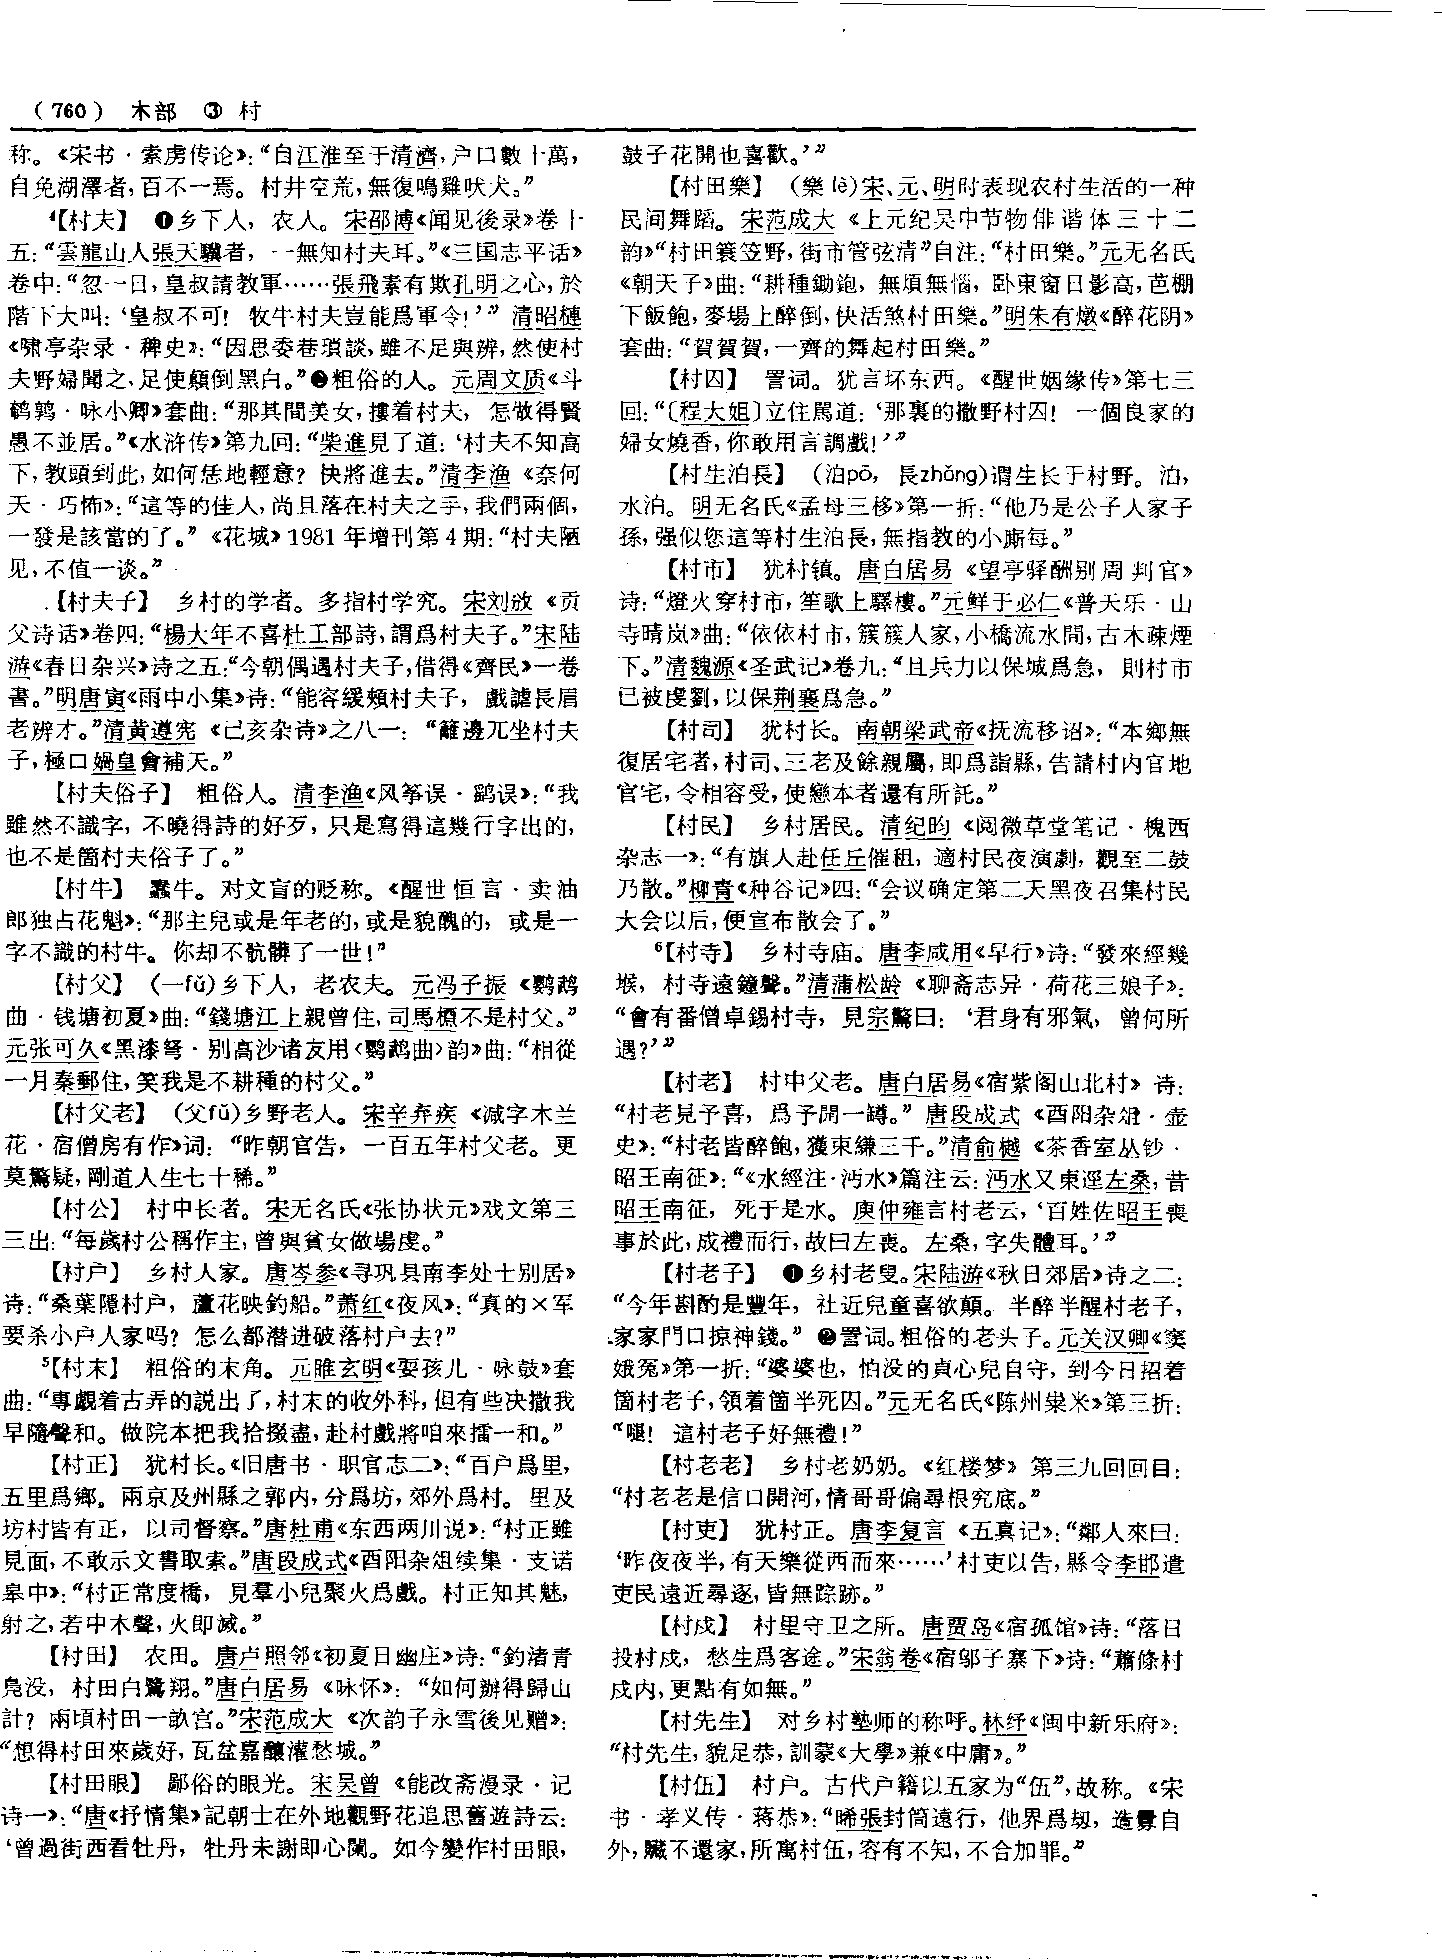 (760) 木部 ③ 村
称。《宋书·索虏传论》：“自江淮至于清濟，户口數十萬，
自免湖澤者，百不一焉。村井空荒，無復鳴雞吠犬。”
⁴【村夫】 ❶乡下人，农人。宋邵博《闻见後录》卷十
五：“雲龍山人張天驥者，一無知村夫耳。”《三国志平话》
卷中：“忽一日，皇叔請教軍……張飛素有欺孔明之心，於
階下大叫：‘皇叔不可！牧牛村夫豈能爲軍令！’”清昭槤
《啸亭杂录·稗史》：“因思委巷瑣談，雖不足與辨，然使村
夫野婦聞之，足使顛倒黑白。”❷粗俗的人。元周文质《斗
鹌鹑·咏小卿》套曲：“那其間美女，摟着村夫，怎做得賢
愚不並居。”《水浒传》第九回：“柴進見了道：‘村夫不知高
下，教頭到此，如何恁地輕意？快將進去。”清李渔《奈何
天·巧怖》：“這等的佳人，尚且落在村夫之手，我們兩個，
一發是該當的了。”《花城》1981年增刊第4期：“村夫陋
见，不值一谈。”
【村夫子】 乡村的学者。多指村学究。宋刘攽《贡
父诗话》卷四：“楊大年不喜杜工部詩，謂爲村夫子。”宋陆
游《春日杂兴》诗之五：“今朝偶遇村夫子，借得《齊民》一卷
書。”明唐寅《雨中小集》诗：“能容緩頰村夫子，戲謔長眉
老辨才。”清黄遵宪《己亥杂诗》之八一：“籬邊兀坐村夫
子，極口媧皇會補天。”
【村夫俗子】 粗俗人。清李渔《风筝误·鹞误》：“我
雖然不識字，不曉得詩的好歹，只是寫得這幾行字出的，
也不是箇村夫俗子了。”
【村牛】 蠢牛。对文盲的贬称。《醒世恒言·卖油
郎独占花魁》：“那主兒或是年老的，或是貌醜的，或是一
字不識的村牛。你却不骯髒了一世！”
【村父】 （一fǔ）乡下人，老农夫。元冯子振《鹦鹉
曲·钱塘初夏》曲：“錢塘江上親曾住，司馬槱不是村父。”
元张可久《黑漆弩·别高沙诸友用〈鹦鹉曲〉韵》曲：“相從
一月秦郵住，笑我是不耕種的村父。”
【村父老】 （父fǔ）乡野老人。宋辛弃疾《减字木兰
花·宿僧房有作》词：“昨朝官告，一百五年村父老。更
莫驚疑，剛道人生七十稀。”
【村公】 村中长者。宋无名氏《张协状元》戏文第三
三出：“每歲村公稱作主，曾與貧女做場虔。”
【村户】 乡村人家。唐岑参《寻巩县南李处士别居》
诗：“桑葉隱村户，蘆花映釣船。”萧红《夜风》：“真的×军
要杀小户人家吗？怎么都潜进破落村户去？”
⁵【村末】 粗俗的末角。元睢玄明《耍孩儿·咏鼓》套
曲：“專覷着古弄的説出了，村末的收外科，但有些决撒我
早隨聲和。做院本把我拾掇盡，赴村戲將咱來擂一和。”
【村正】 犹村长。《旧唐书·职官志二》：“百户爲里，
五里爲鄉。兩京及州縣之郭内，分爲坊，郊外爲村。里及
坊村皆有正，以司督察。”唐杜甫《东西两川说》：“村正雖
見面，不敢示文書取索。”唐段成式《酉阳杂俎续集·支诺
皋中》：“村正常度橋，見羣小兒聚火爲戲。村正知其魅，
射之，若中木聲，火即滅。”
【村田】 农田。唐卢照邻《初夏日幽庄》诗：“釣渚青
鳧没，村田白鷺翔。”唐白居易《咏怀》：“如何辦得歸山
計？兩頃村田一畝宫。”宋范成大《次韵子永雪後见赠》：
“想得村田來歲好，瓦盆嘉釀灌愁城。”
【村田眼】 鄙俗的眼光。宋吴曾《能改斋漫录·记
诗一》：“唐《抒情集》記朝士在外地觀野花追思舊遊詩云：
‘曾過街西看牡丹，牡丹未謝即心闌。如今變作村田眼，
鼓子花開也喜歡。’”
【村田樂】 （樂lè）宋、元、明时表现农村生活的一种
民间舞蹈。宋范成大《上元纪吴中节物俳谐体三十二
韵》“村田蓑笠野，街市管弦清”自注：“村田樂。”元无名氏
《朝天子》曲：“耕種鋤鉋，無煩無惱，卧東窗日影高，芭棚
下飯飽，麥場上醉倒，快活煞村田樂。”明朱有燉《醉花阴》
套曲：“賀賀賀，一齊的舞起村田樂。”
【村囚】 詈词。犹言坏东西。《醒世姻缘传》第七三
回：“〔程大姐〕立住罵道：‘那裏的撒野村囚！一個良家的
婦女燒香，你敢用言調戲！’”
【村生泊長】 （泊pō，長zhǎng）谓生长于村野。泊，
水泊。明无名氏《孟母三移》第一折：“他乃是公子人家子
孫，强似您這等村生泊長，無指教的小廝每。”
【村市】 犹村镇。唐白居易《望亭驿酬别周判官》
诗：“燈火穿村市，笙歌上驛樓。”元鲜于必仁《普天乐·山
寺晴岚》曲：“依依村市，簇簇人家，小橋流水間，古木疎煙
下。”清魏源《圣武记》卷九：“且兵力以保城爲急，則村市
已被虔劉，以保荆襄爲急。”
【村司】 犹村长。南朝梁武帝《抚流移诏》：“本鄉無
復居宅者，村司、三老及餘親屬，即爲詣縣，告請村内官地
官宅，令相容受，使戀本者還有所託。”
【村民】 乡村居民。清纪昀《阅微草堂笔记·槐西
杂志一》：“有旗人赴任丘催租，適村民夜演劇，觀至二鼓
乃散。”柳青《种谷记》四：“会议确定第二天黑夜召集村民
大会以后，便宣布散会了。”
⁶【村寺】 乡村寺庙。唐李咸用《早行》诗：“發來經幾
堠，村寺遠鐘聲。”清蒲松龄《聊斋志异·荷花三娘子》：
“會有番僧卓錫村寺，見宗驚曰：‘君身有邪氣，曾何所
遇？’”
【村老】 村中父老。唐白居易《宿紫阁山北村》诗：
“村老見予喜，爲予開一罇。”唐段成式《酉阳杂俎·壶
史》：“村老皆醉飽，獲束縑三千。”清俞樾《茶香室丛钞·
昭王南征》：“《水經注·沔水》篇注云：沔水又東逕左桑，昔
昭王南征，死于是水。庾仲雍言村老云，‘百姓佐昭王喪
事於此，成禮而行，故曰左喪。左桑，字失體耳。’”
【村老子】 ❶乡村老叟。宋陆游《秋日郊居》诗之二：
“今年斟酌是豐年，社近兒童喜欲顛。半醉半醒村老子，
家家門口掠神錢。”❷詈词。粗俗的老头子。元关汉卿《窦
娥冤》第一折：“婆婆也，怕没的貞心兒自守，到今日招着
箇村老子，領着箇半死囚。”元无名氏《陈州粜米》第三折：
“嗯！這村老子好無禮！”
【村老老】 乡村老奶奶。《红楼梦》第三九回回目：
“村老老是信口開河，情哥哥偏尋根究底。”
【村吏】 犹村正。唐李复言《五真记》：“鄰人來曰：
‘昨夜夜半，有天樂從西而來……’村吏以告，縣令李邯遣
吏民遠近尋逐，皆無踪跡。”
【村戍】 村里守卫之所。唐贾岛《宿孤馆》诗：“落日
投村戍，愁生爲客途。”宋翁卷《宿邬子寨下》诗：“蕭條村
戍内，更點有如無。”
【村先生】 对乡村塾师的称呼。林纾《闽中新乐府》：
“村先生，貌足恭，訓蒙《大學》兼《中庸》。”
【村伍】 村户。古代户籍以五家为“伍”，故称。《宋
书·孝义传·蒋恭》：“晞張封筒遠行，他界爲劫，造釁自
外，贜不還家，所寓村伍，容有不知，不合加罪。”